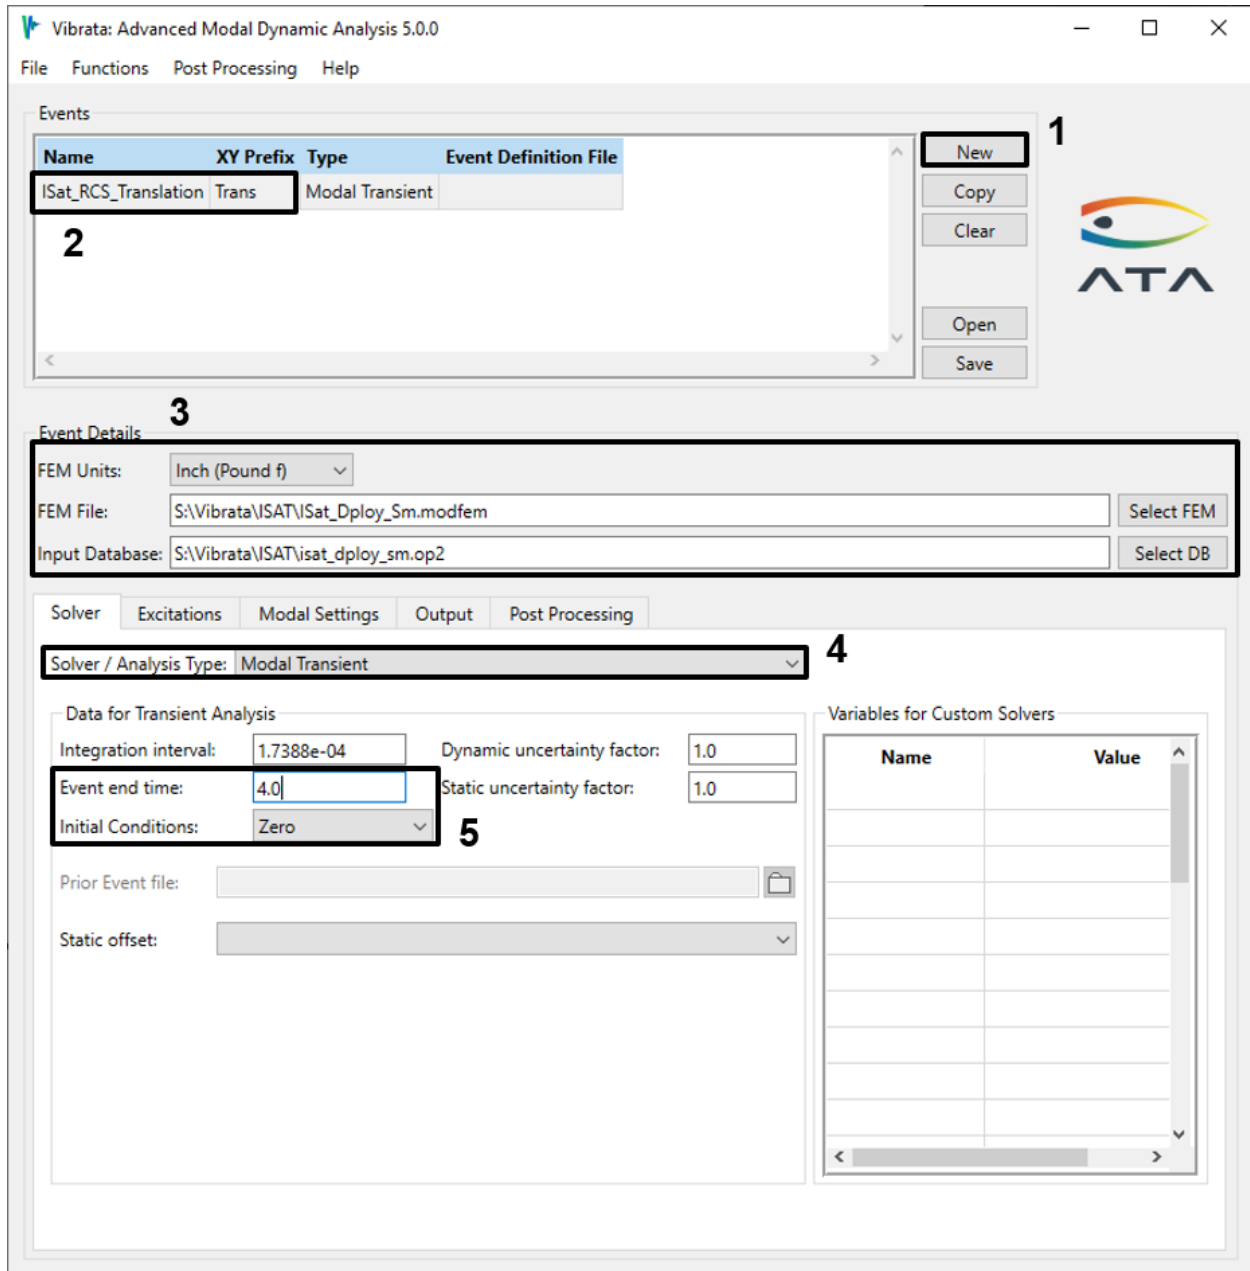 Vibrata: Advanced Modal Dynamic Analysis 5.0.0
File Functions Post Processing Help
Events
1
Name XY Prefix Type Event Definition File
New
ISat_RCS_Translation Trans Modal Transient
Copy
2
Clear
ATA
Open
Save
3
Event Details
FEM Units: Inch (Pound f)
FEM File: S:\Vibrata\ISAT\ISat_Dploy_Sm.modfem Select FEM
Input Database: S:\Vibrata\ISAT\isat_dploy_sm.op2 Select DB
Solver Excitations Modal Settings Output Post Processing
Solver / Analysis Type: Modal Transient 4
Data for Transient Analysis Variables for Custom Solvers
Integration interval: 1.7388e-04 Dynamic uncertainty factor: 1.0 Name Value
Event end time: 4.0 Static uncertainty factor: 1.0
Initial Conditions: Zero 5
Prior Event file:
Static offset: